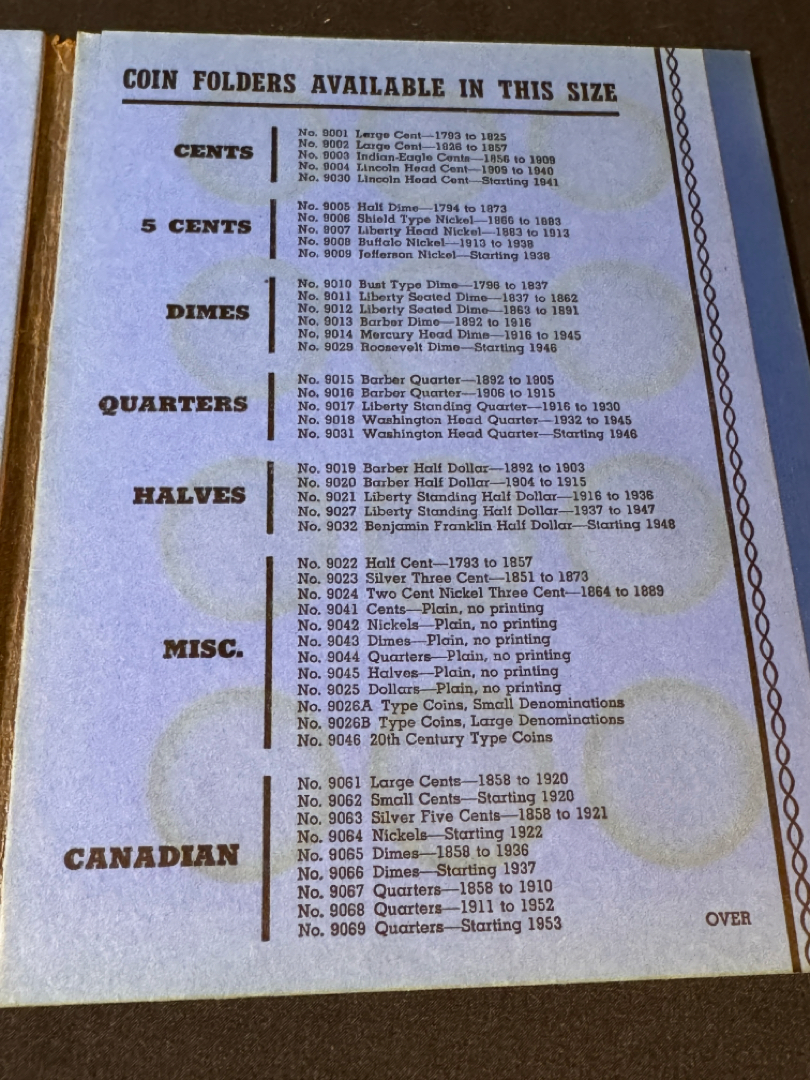 COIN FOLDERS AVAILABLE IN THIS SIZE
CENTS
No. 9001 Large Cent—1793 to 1825
No. 9002 Large Cent—1826 to 1857
No. 9003 Indian-Eagle Cents—1856 to 1909
No. 9004 Lincoln Head Cent—1909 to 1940
No. 9030 Lincoln Head Cent—Starting 1941
5 CENTS
No. 9005 Half Dime—1794 to 1873
No. 9006 Shield Type Nickel—1866 to 1883
No. 9007 Liberty Head Nickel—1883 to 1913
No. 9008 Buffalo Nickel—1913 to 1938
No. 9009 Jefferson Nickel—Starting 1938
DIMES
No. 9010 Bust Type Dime—1796 to 1837
No. 9011 Liberty Seated Dime—1837 to 1862
No. 9012 Liberty Seated Dime—1863 to 1891
No. 9013 Barber Dime—1892 to 1916
No. 9014 Mercury Head Dime—1916 to 1945
No. 9029 Roosevelt Dime—Starting 1946
QUARTERS
No. 9015 Barber Quarter—1892 to 1905
No. 9016 Barber Quarter—1906 to 1915
No. 9017 Liberty Standing Quarter—1916 to 1930
No. 9018 Washington Head Quarter—1932 to 1945
No. 9031 Washington Head Quarter—Starting 1946
HALVES
No. 9019 Barber Half Dollar—1892 to 1903
No. 9020 Barber Half Dollar—1904 to 1915
No. 9021 Liberty Standing Half Dollar—1916 to 1936
No. 9027 Liberty Standing Half Dollar—1937 to 1947
No. 9032 Benjamin Franklin Half Dollar—Starting 1948
MISC.
No. 9022 Half Cent—1793 to 1857
No. 9023 Silver Three Cent—1851 to 1873
No. 9024 Two Cent Nickel Three Cent—1864 to 1889
No. 9041 Cents—Plain, no printing
No. 9042 Nickels—Plain, no printing
No. 9043 Dimes—Plain, no printing
No. 9044 Quarters—Plain, no printing
No. 9045 Halves—Plain, no printing
No. 9025 Dollars—Plain, no printing
No. 9026A Type Coins, Small Denominations
No. 9026B Type Coins, Large Denominations
No. 9046 20th Century Type Coins
CANADIAN
No. 9061 Large Cents—1858 to 1920
No. 9062 Small Cents—Starting 1920
No. 9063 Silver Five Cents—1858 to 1921
No. 9064 Nickels—Starting 1922
No. 9065 Dimes—1858 to 1936
No. 9066 Dimes—Starting 1937
No. 9067 Quarters—1858 to 1910
No. 9068 Quarters—1911 to 1952
No. 9069 Quarters—Starting 1953
OVER